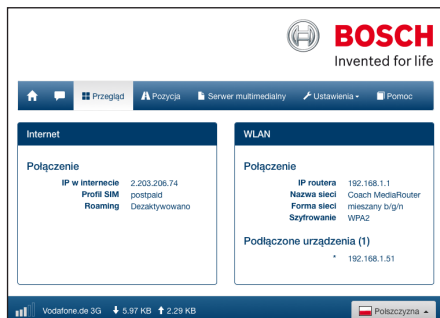 BOSCH
Invented for life
Przegląd Pozycja Serwer multimedialny Ustawienia Pomoc
Internet
Połączenie
IP w internecie 2.203.206.74
Profil SIM postpaid
Roaming Dezaktywowano
WLAN
Połączenie
IP routera 192.168.1.1
Nazwa sieci Coach MediaRouter
Forma sieci mieszany b/g/n
Szyfrowanie WPA2
Podłączone urządzenia (1)
* 192.168.1.51
Vodafone.de 3G 5.97 KB 2.29 KB Polszczyzna